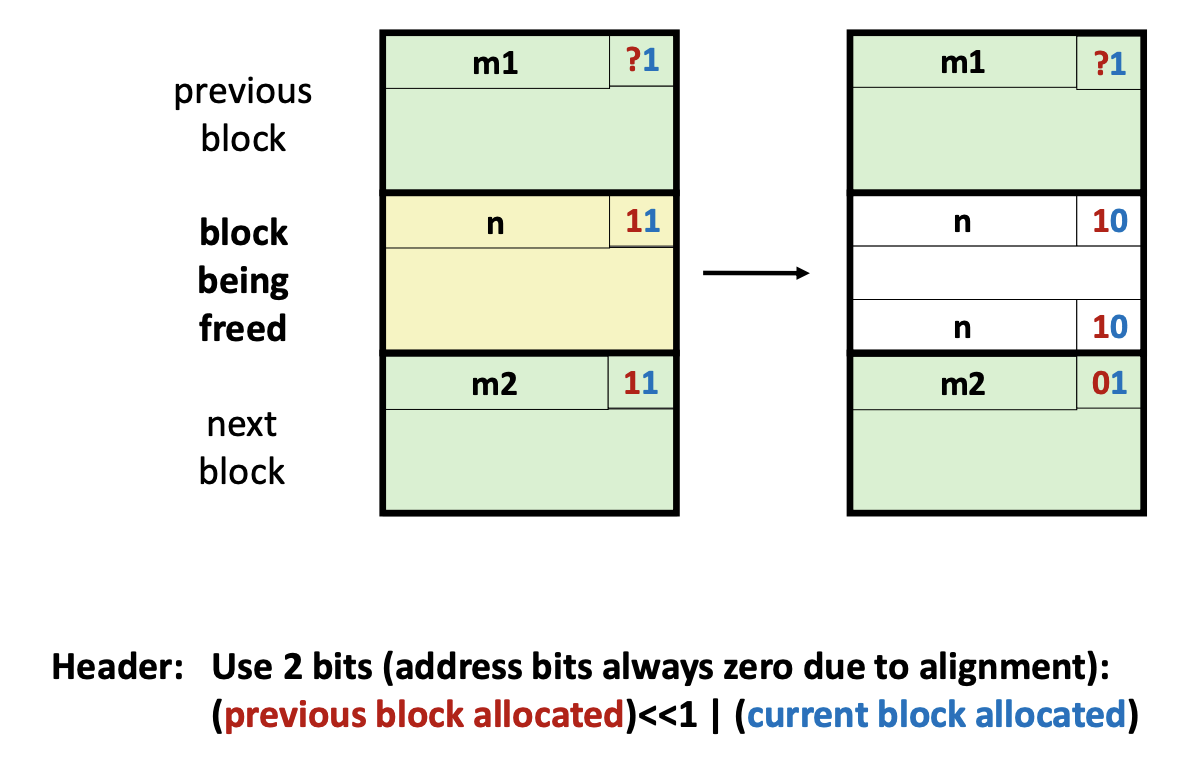 m1 ?1
m1 ?1
previous
block
n 11
n 10
block
being
freed
n 10
m2 11
m2 01
next
block
Header: Use 2 bits (address bits always zero due to alignment):
(previous block allocated)<<1 | (current block allocated)